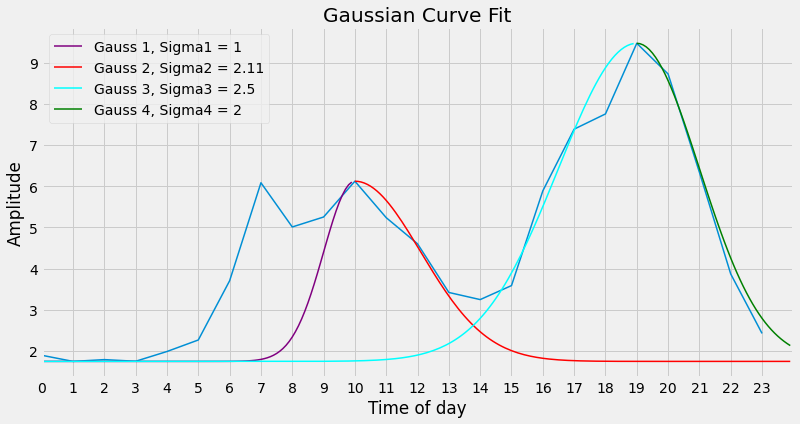 Gaussian Curve Fit
Gauss 1, Sigma1 = 1
Gauss 2, Sigma2 = 2.11
Gauss 3, Sigma3 = 2.5
Gauss 4, Sigma4 = 2
Amplitude
9
8
7
6
5
4
3
2
0 1 2 3 4 5 6 7 8 9 10 11 12 13 14 15 16 17 18 19 20 21 22 23
Time of day